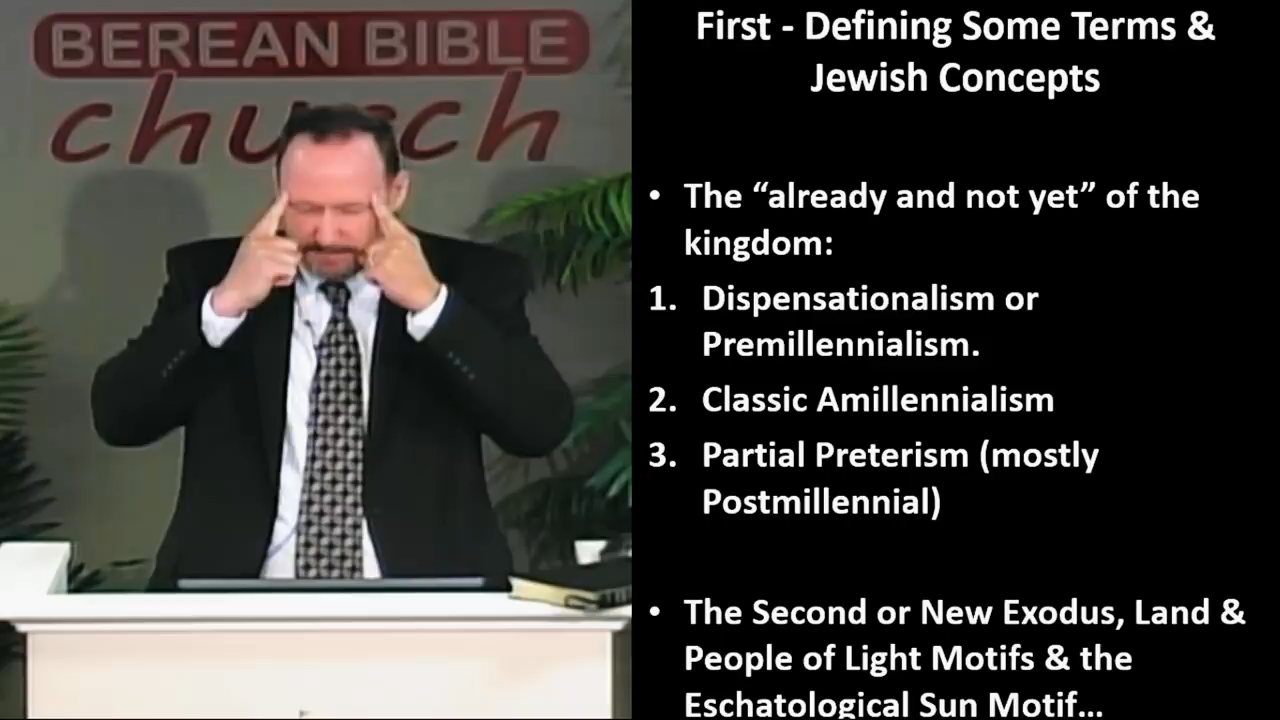 BEREAN BIBLE
church
First - Defining Some Terms &
Jewish Concepts
• The “already and not yet” of the
kingdom:
1. Dispensationalism or
Premillennialism.
2. Classic Amillennialism
3. Partial Preterism (mostly
Postmillennial)
• The Second or New Exodus, Land &
People of Light Motifs & the
Eschatological Sun Motif…